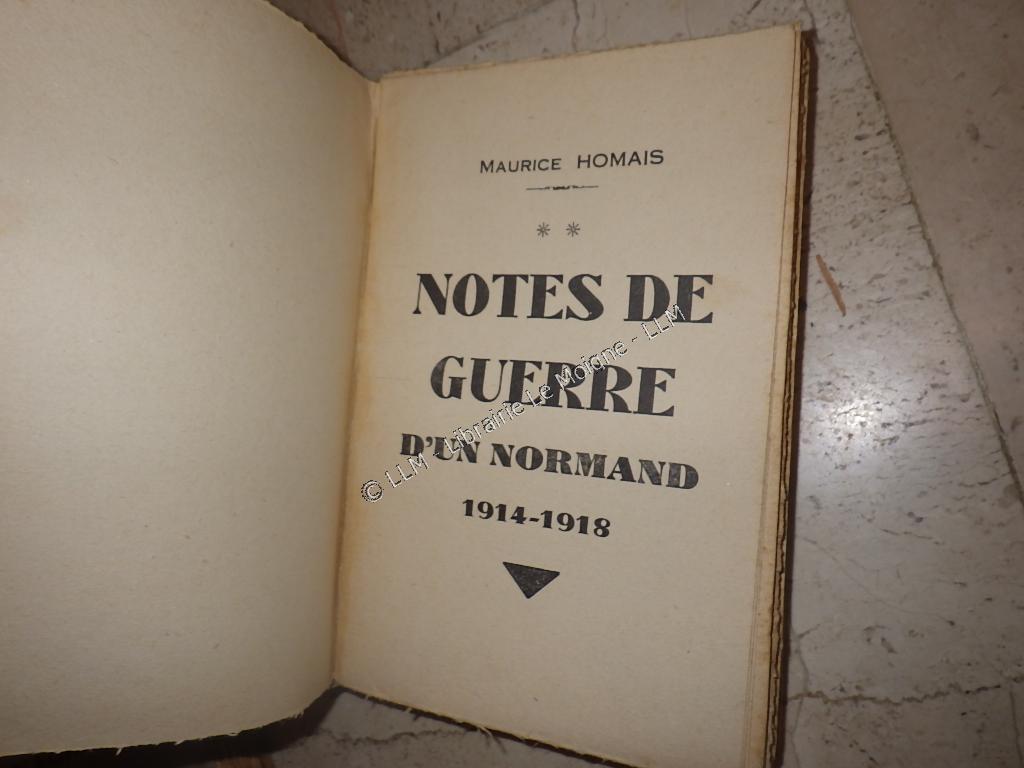 MAURICE HOMAIS
* *
NOTES DE
GUERRE
D'UN NORMAND
1914-1918
© LLM - Librairie Le Moigne - LLM